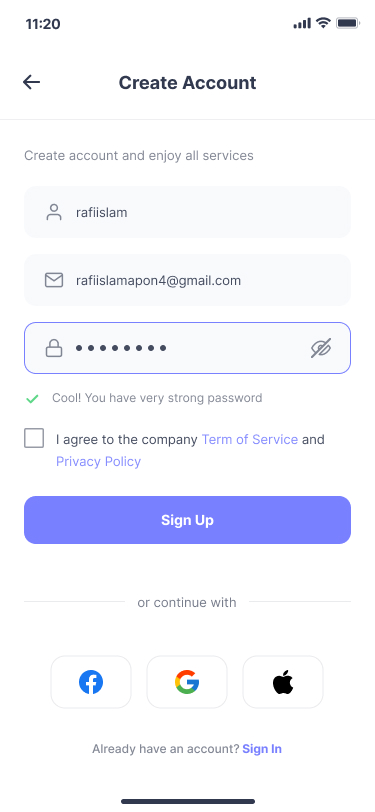 11:20
Create Account
Create account and enjoy all services
rafiislam
rafiislamapon4@gmail.com
••••••••
Cool! You have very strong password
I agree to the company Term of Service and
Privacy Policy
Sign Up
or continue with
Already have an account? Sign In